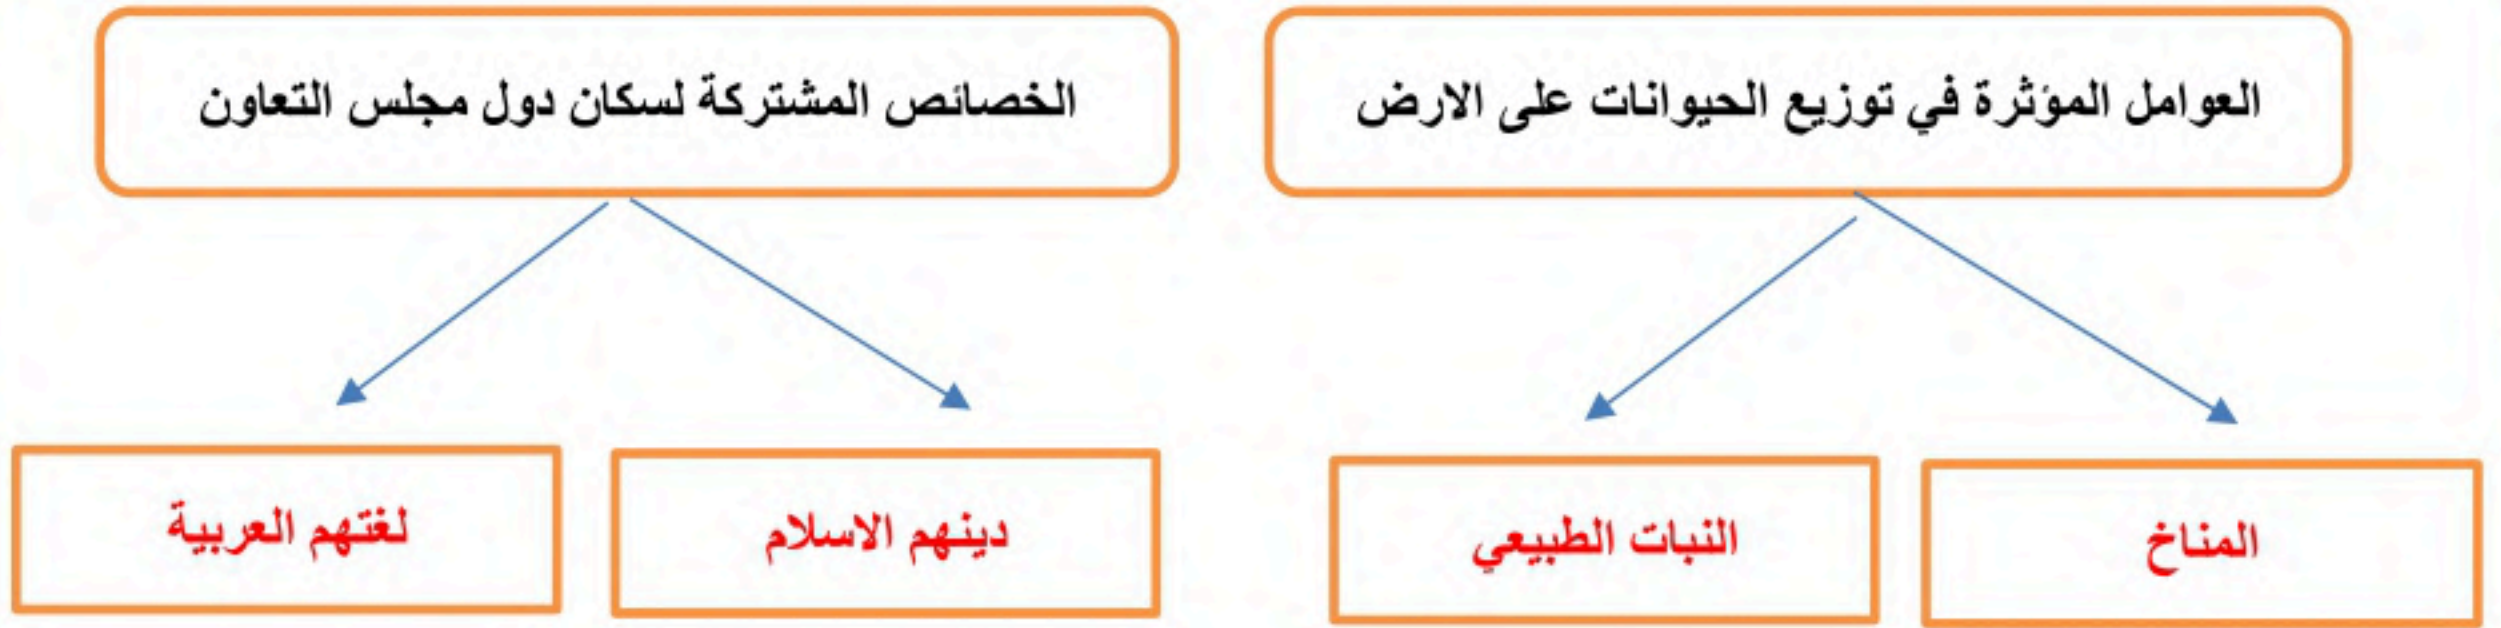 العوامل المؤثرة في توزيع الحيوانات على الارض
الخصائص المشتركة لسكان دول مجلس التعاون
المناخ
النبات الطبيعي
دينهم الاسلام
لغتهم العربية